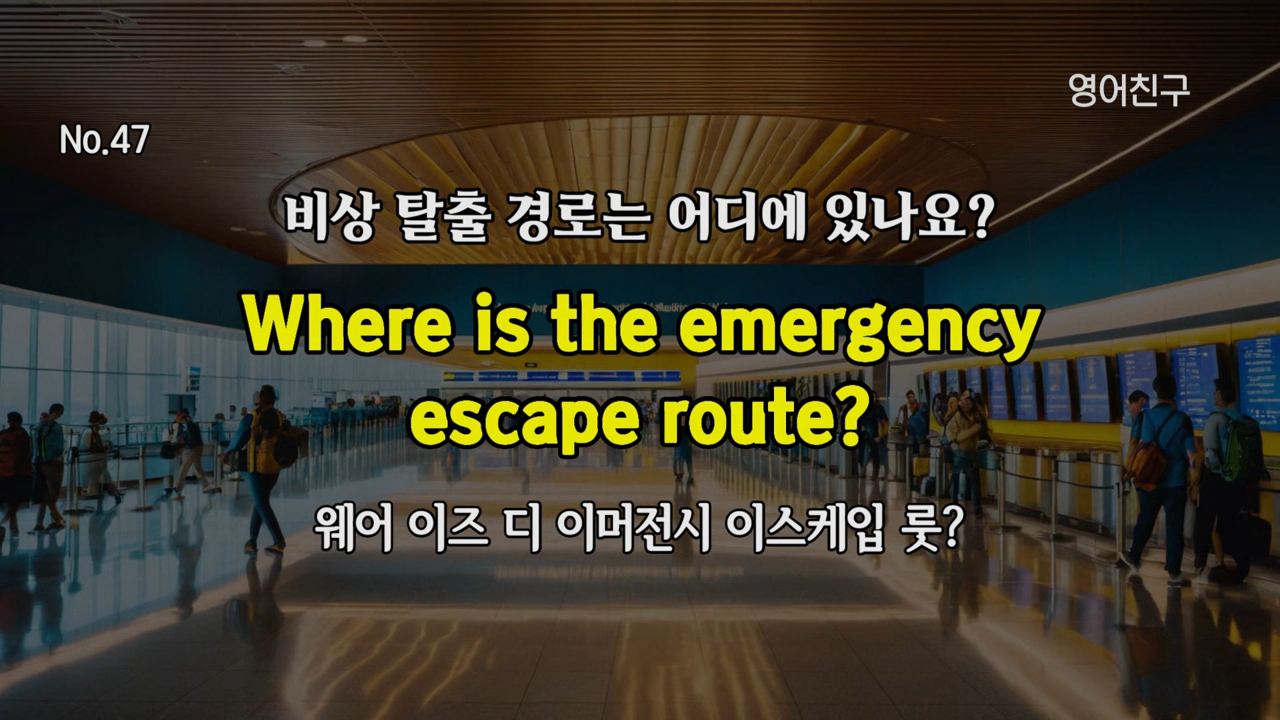 영어친구
No.47
비상 탈출 경로는 어디에 있나요?
Where is the emergency
escape route?
웨어 이즈 디 이머전시 이스케입 룻?